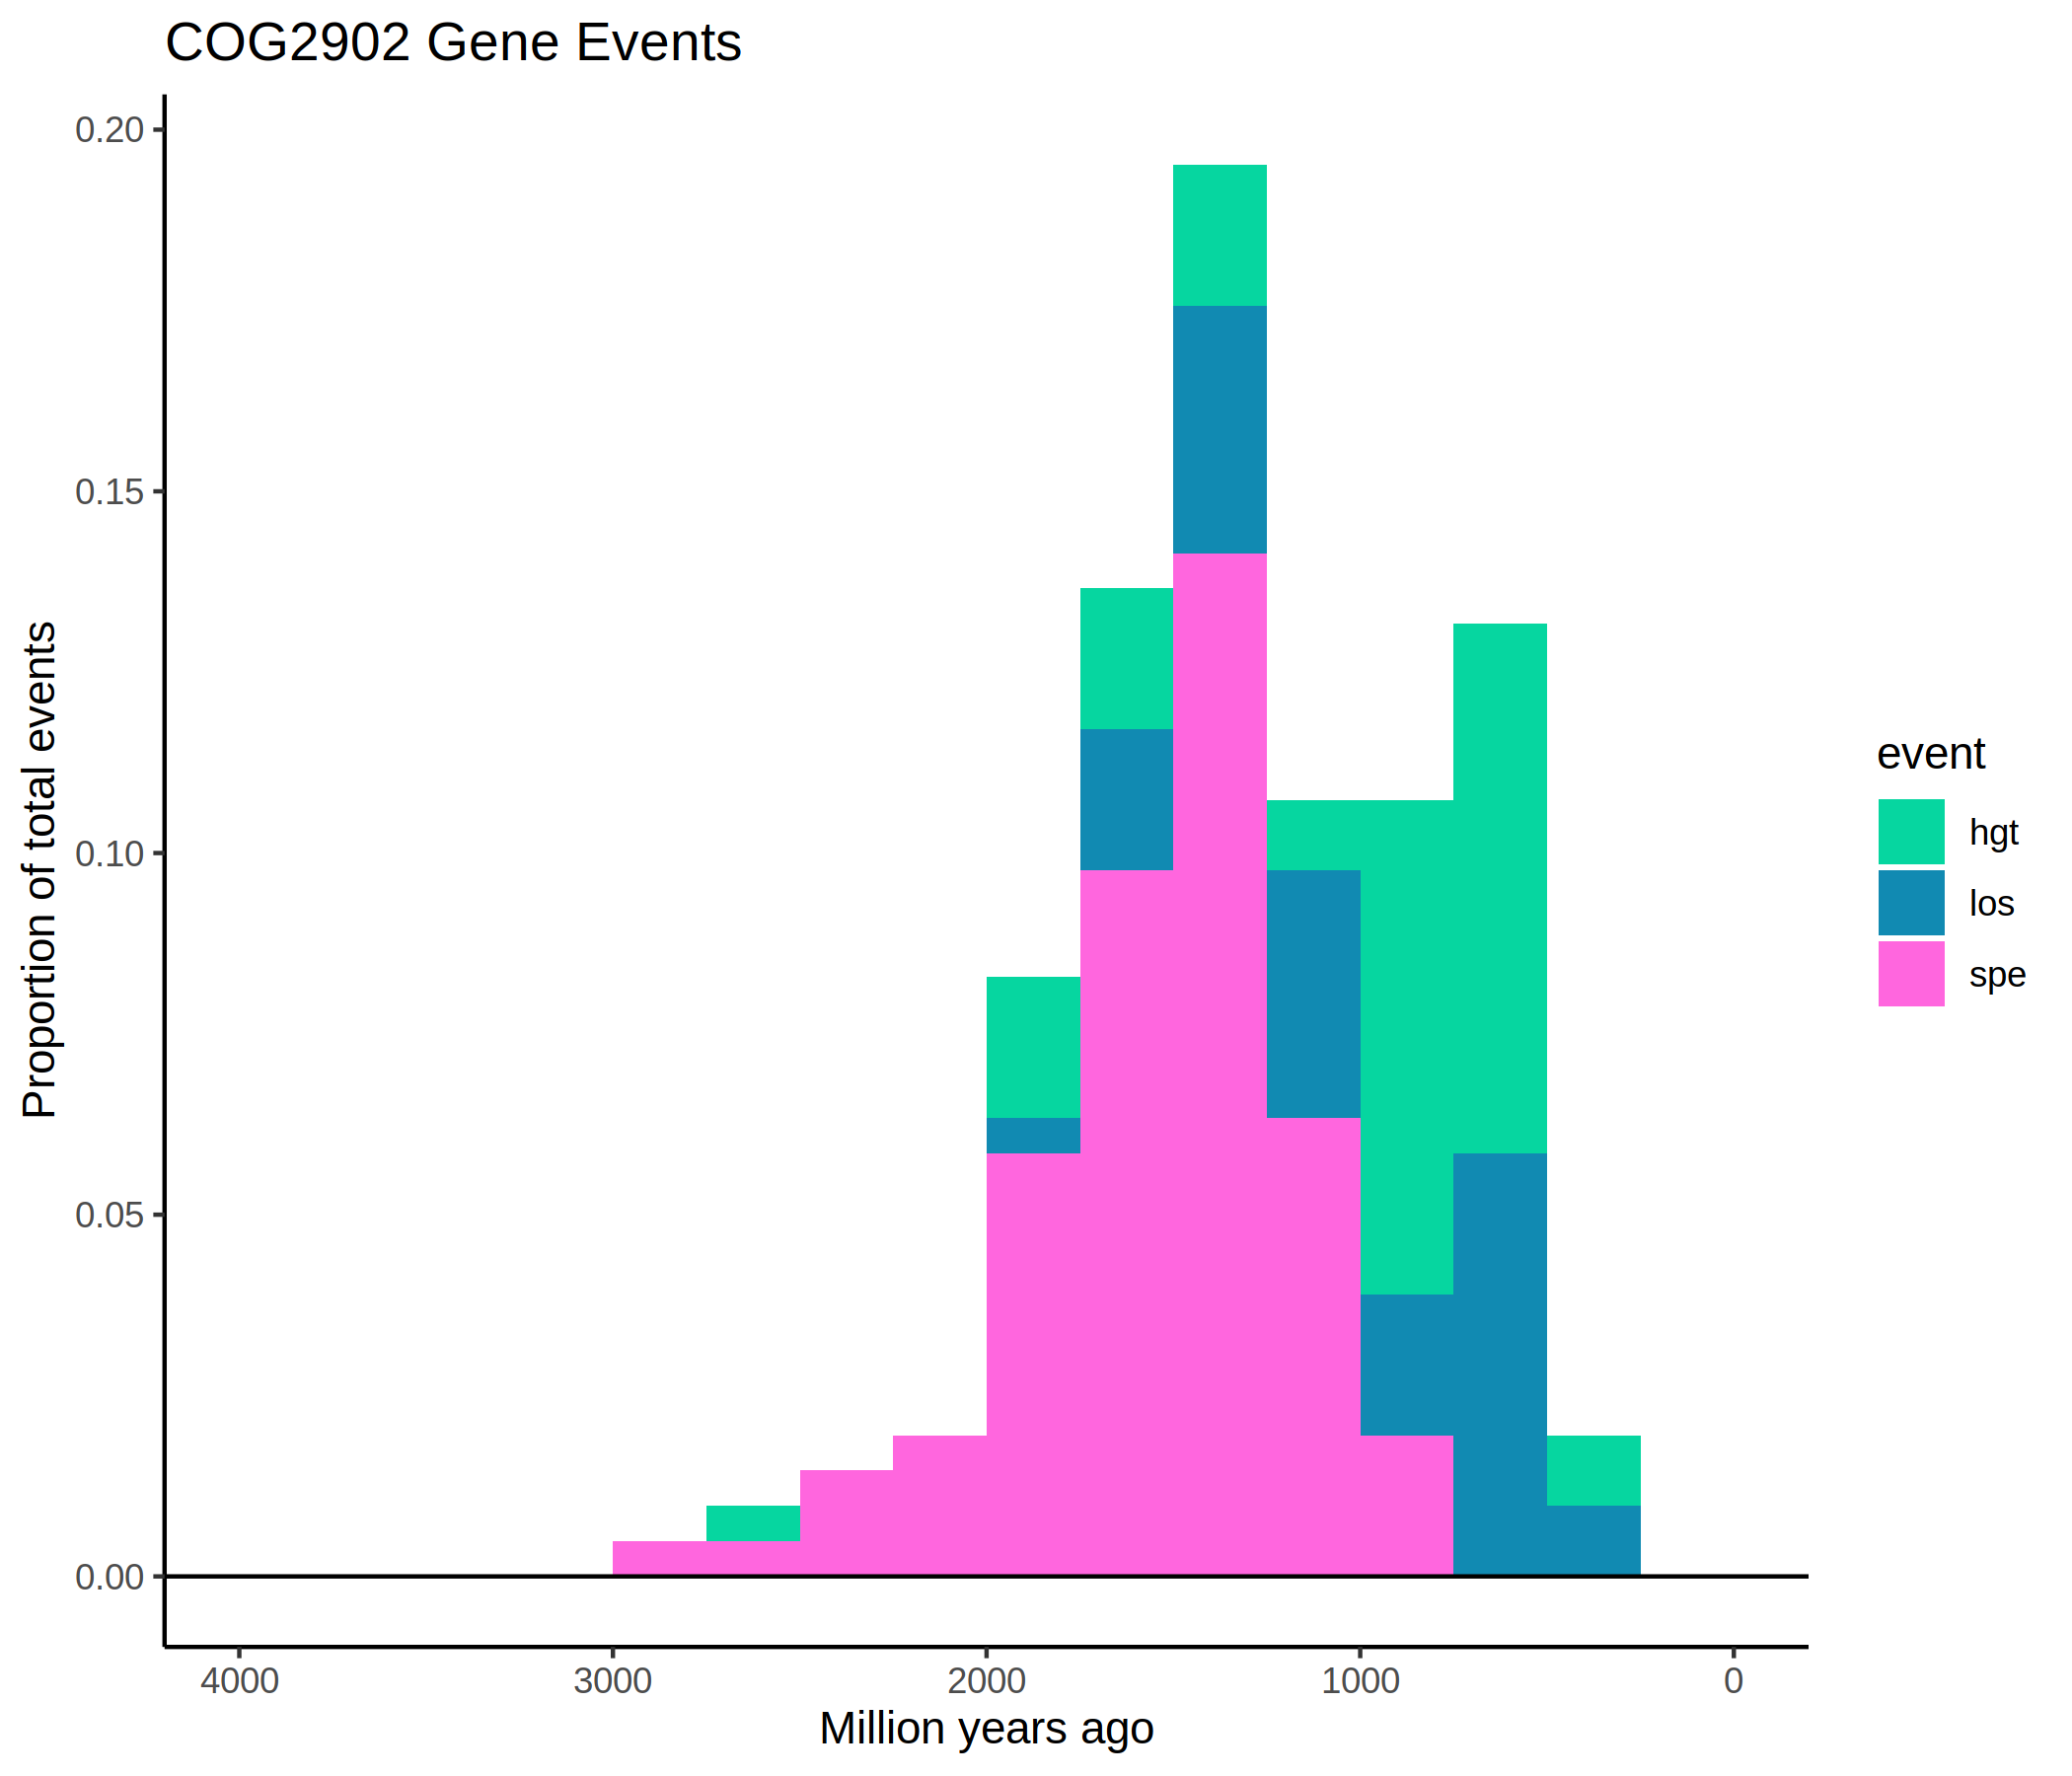 COG2902 Gene Events
Proportion of total events
0.20
0.15
0.10
0.05
0.00
4000 3000 2000 1000 0
Million years ago
event
hgt
los
spe